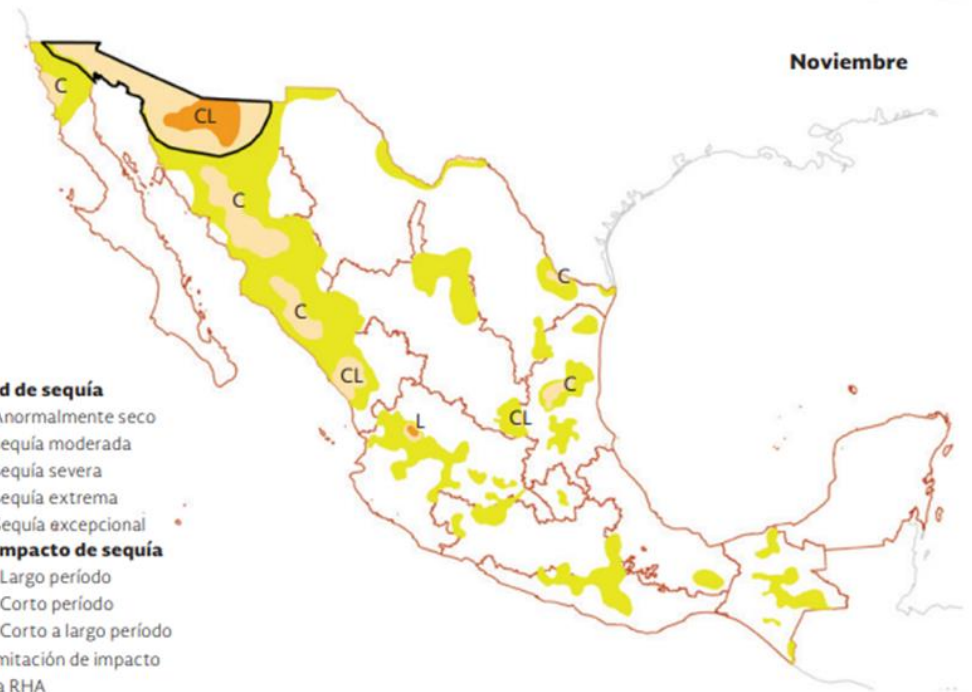 Noviembre
C
CL
C
C
C
CL
C
L
CL
d de sequía
Anormalmente seco
equía moderada
equía severa
equía extrema
equía excepcional
mpacto de sequía
Largo período
Corto período
Corto a largo período
mitación de impacto
a RHA